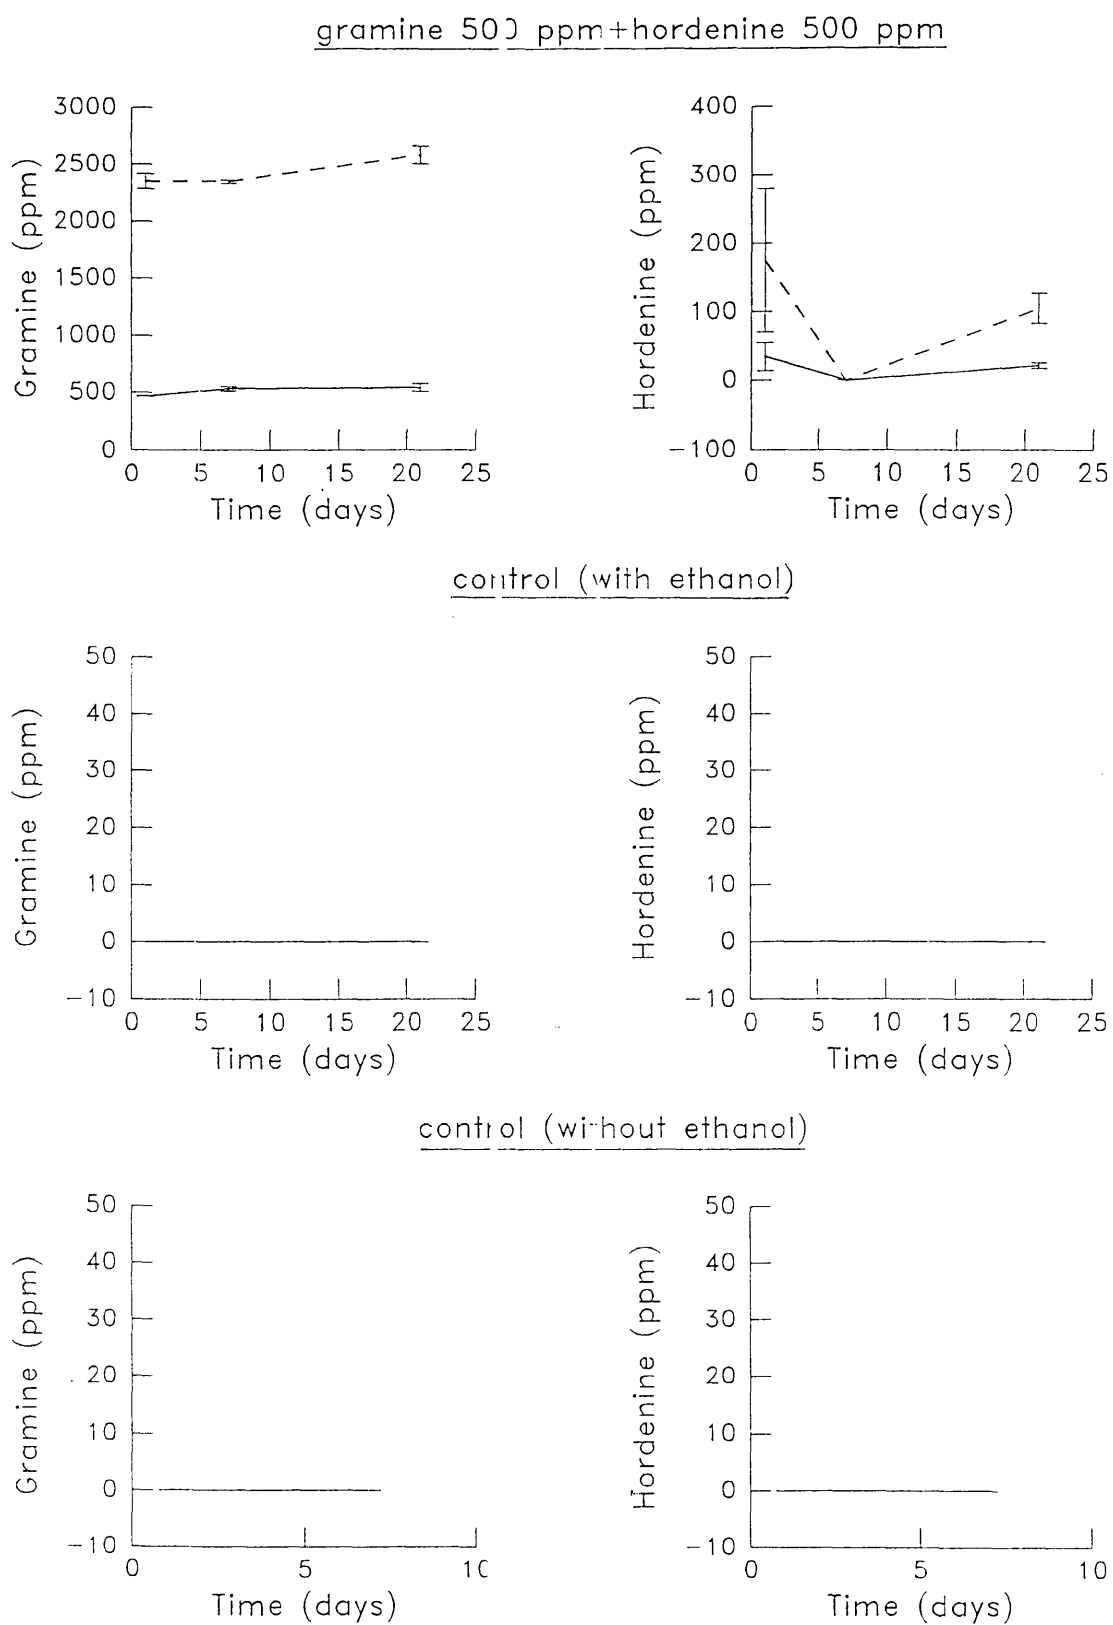 gramine 500 ppm+hordenine 500 ppm
Gramine (ppm)
3000
2500
2000
1500
1000
500
0
0 5 10 15 20 25
Time (days)
Hordenine (ppm)
400
300
200
100
0
-100
0 5 10 15 20 25
Time (days)
control (with ethanol)
Gramine (ppm)
50
40
30
20
10
0
-10
0 5 10 15 20 25
Time (days)
Hordenine (ppm)
50
40
30
20
10
0
-10
0 5 10 15 20 25
Time (days)
control (without ethanol)
Gramine (ppm)
50
40
30
20
10
0
-10
0 5 10
Time (days)
Hordenine (ppm)
50
40
30
20
10
0
-10
0 5 10
Time (days)